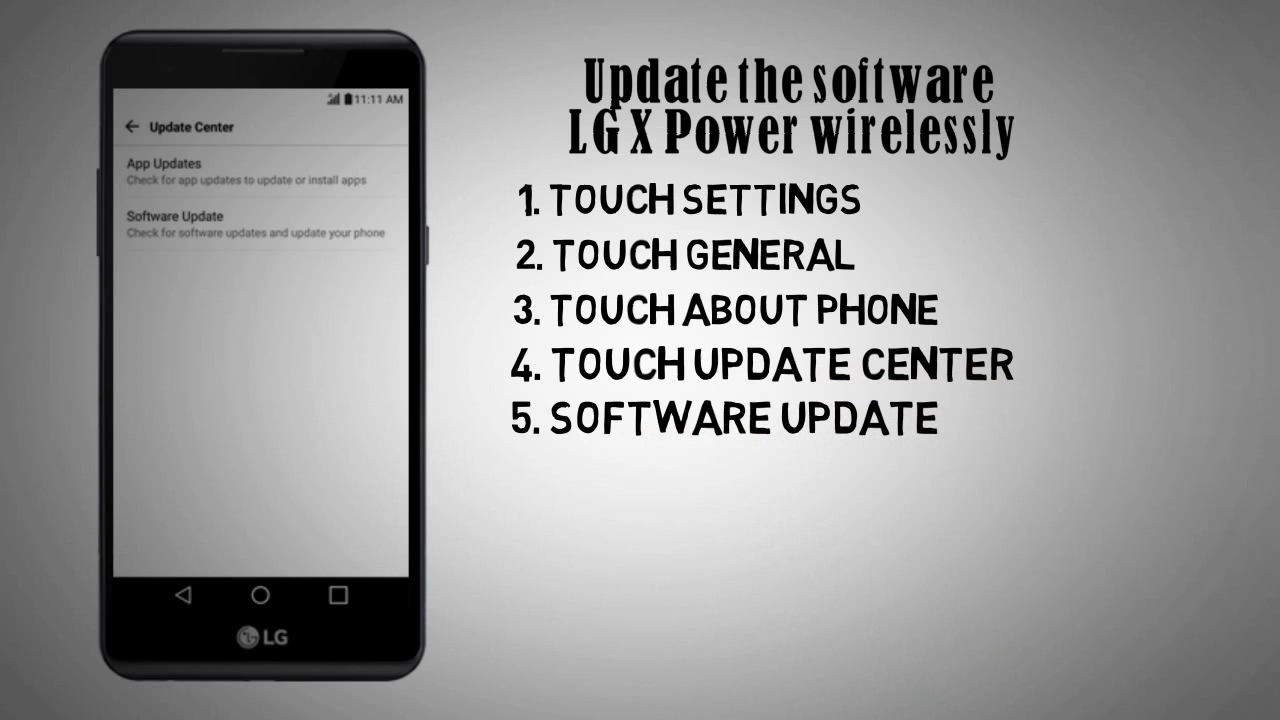 11:11 AM
Update Center
App Updates
Check for app updates to update or install apps
Software Update
Check for software updates and update your phone
LG
Update the software
LG X Power wirelessly
1. TOUCH SETTINGS
2. TOUCH GENERAL
3. TOUCH ABOUT PHONE
4. TOUCH UPDATE CENTER
5. SOFTWARE UPDATE